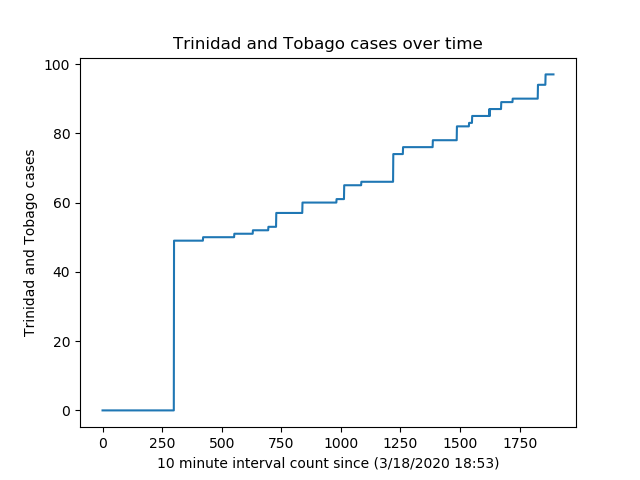 Trinidad and Tobago cases over time
Trinidad and Tobago cases
100
80
60
40
20
0
0 250 500 750 1000 1250 1500 1750
10 minute interval count since (3/18/2020 18:53)